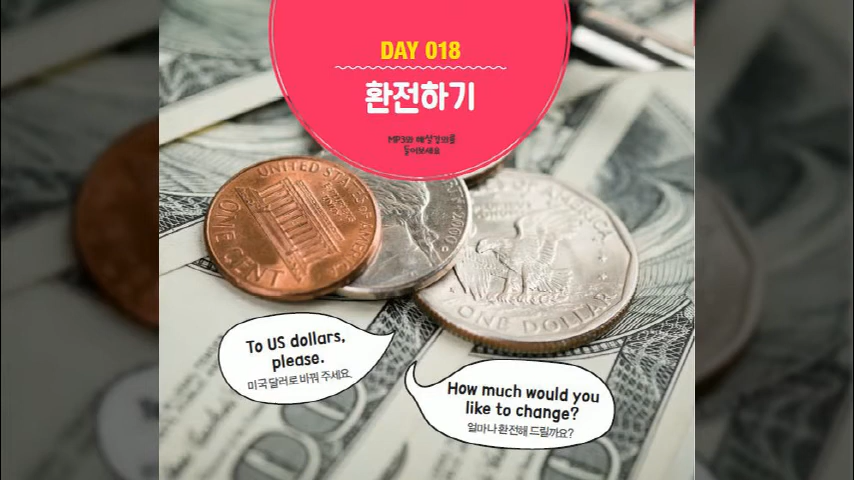 DAY 018
환전하기
MP3와 해설강의를
들어보세요
UNITED STATES
OF AMERICA
ONE CENT
2000
ONE DOLLAR
To US dollars,
please.
미국 달러로 바꿔 주세요.
How much would you
like to change?
얼마나 환전해 드릴까요?